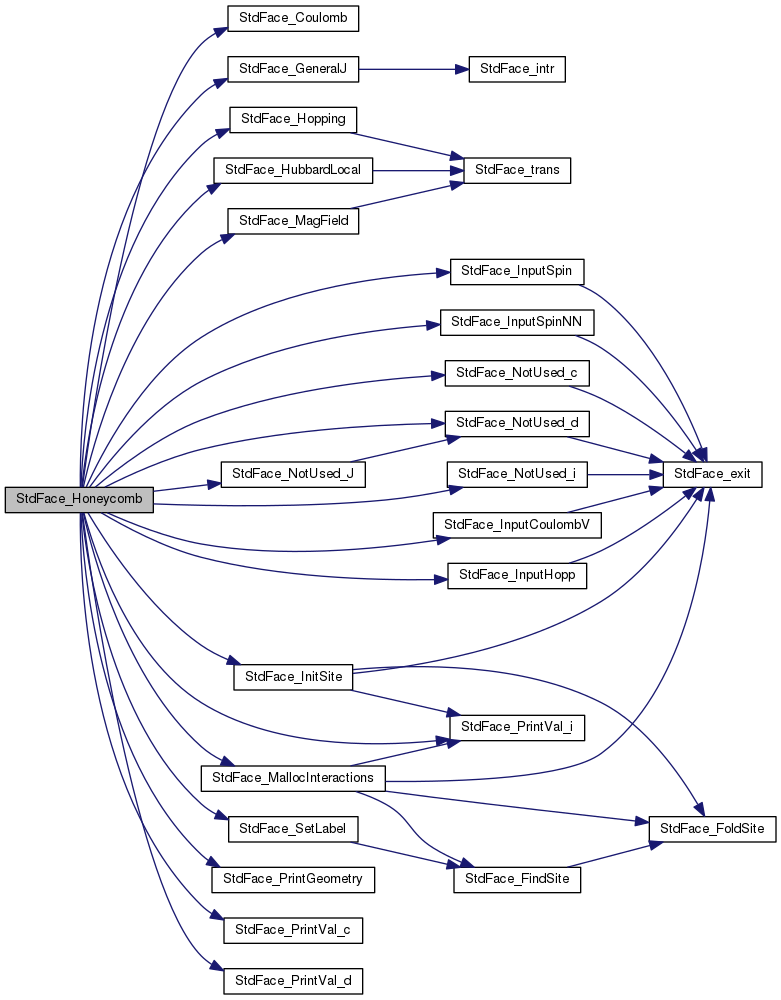 StdFace_Coulomb
StdFace_GeneralJ
StdFace_intr
StdFace_Hopping
StdFace_HubbardLocal
StdFace_trans
StdFace_MagField
StdFace_InputSpin
StdFace_InputSpinNN
StdFace_NotUsed_c
StdFace_NotUsed_d
StdFace_NotUsed_J
StdFace_NotUsed_i
StdFace_exit
StdFace_Honeycomb
StdFace_InputCoulombV
StdFace_InputHopp
StdFace_InitSite
StdFace_PrintVal_i
StdFace_MallocInteractions
StdFace_SetLabel
StdFace_FoldSite
StdFace_PrintGeometry
StdFace_FindSite
StdFace_PrintVal_c
StdFace_PrintVal_d